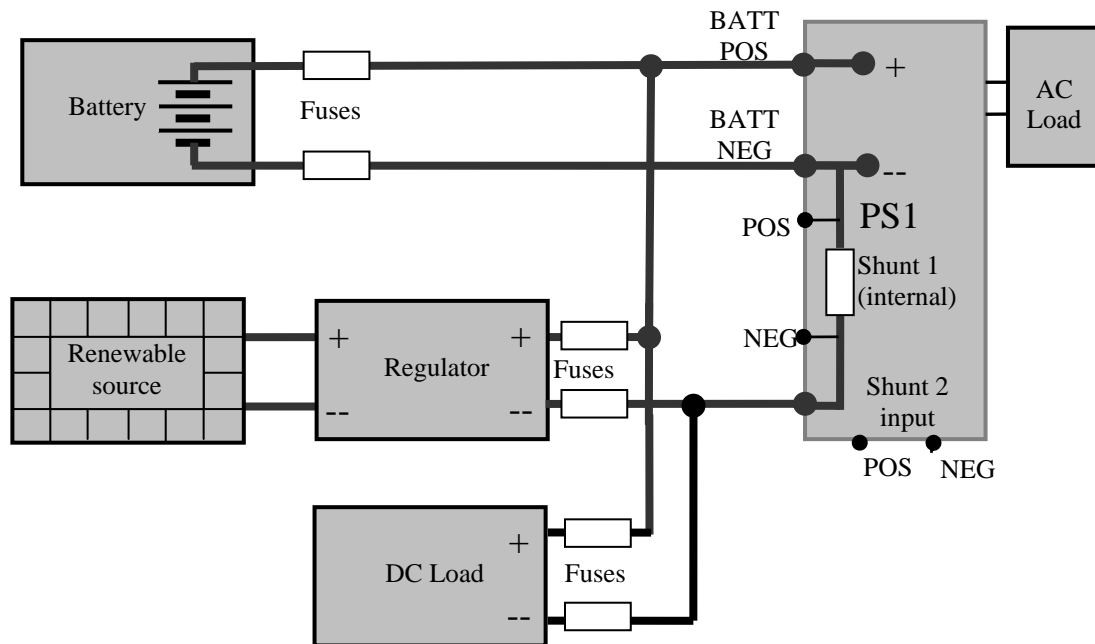 BATT
POS
+
AC
Load
Battery
Fuses
BATT
NEG
--
PS1
POS
Shunt 1
(internal)
NEG
Renewable
source
+
--
Regulator
+
--
Fuses
Shunt 2
input
POS
NEG
DC Load
+
--
Fuses